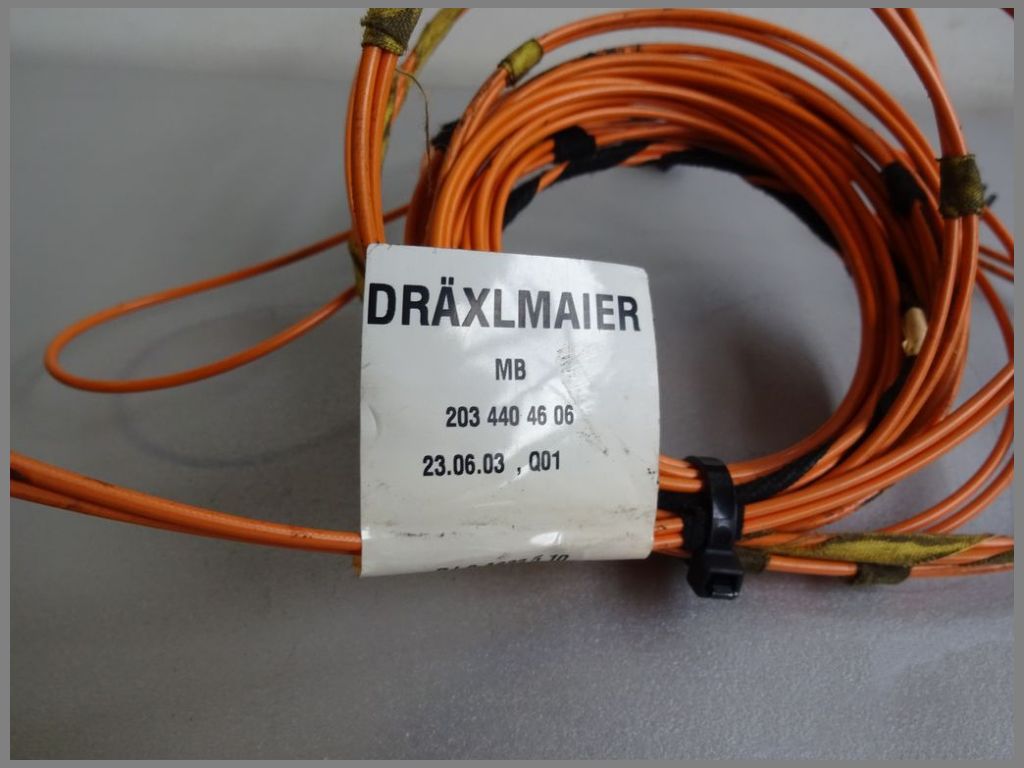 DRÄXLMAIER
MB
203 440 46 06
23.06.03 , Q01